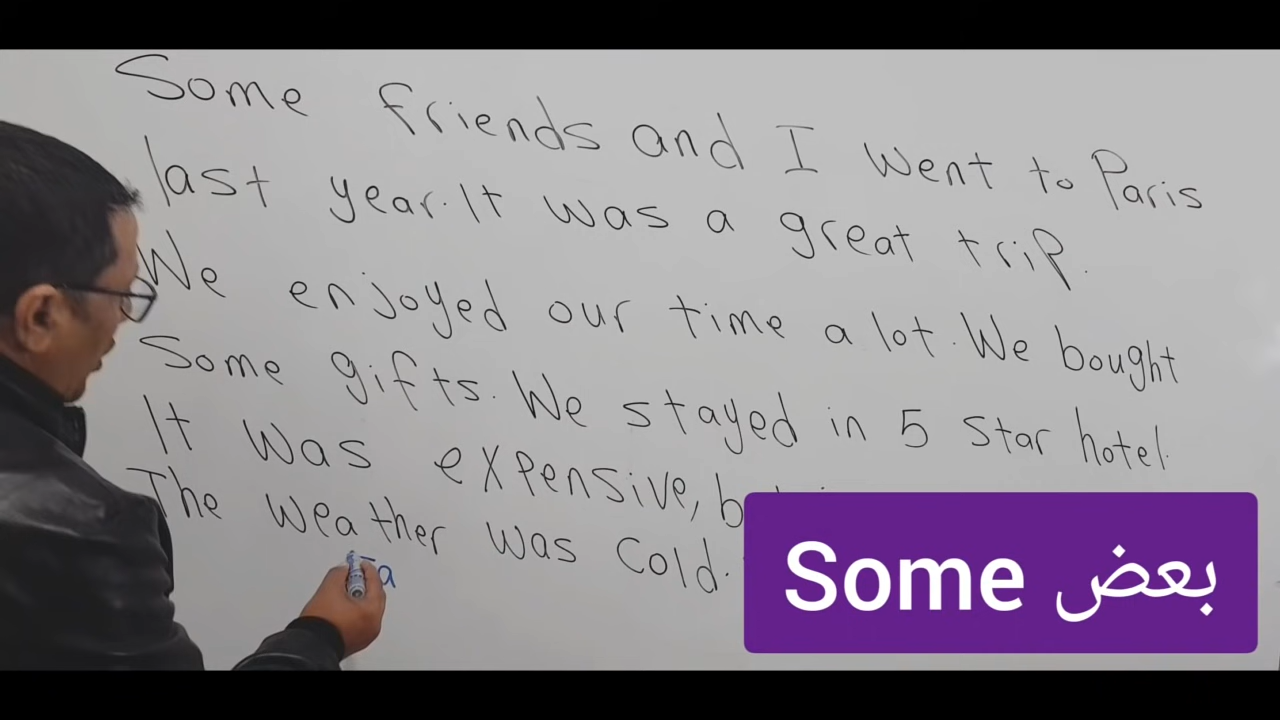 Some friends and I went to Paris
last year. It was a great trip.
We enjoyed our time a lot. We bought
Some gifts. We stayed in 5 star hotel.
It was expensive,
The weather was cold.
a
Some بعض